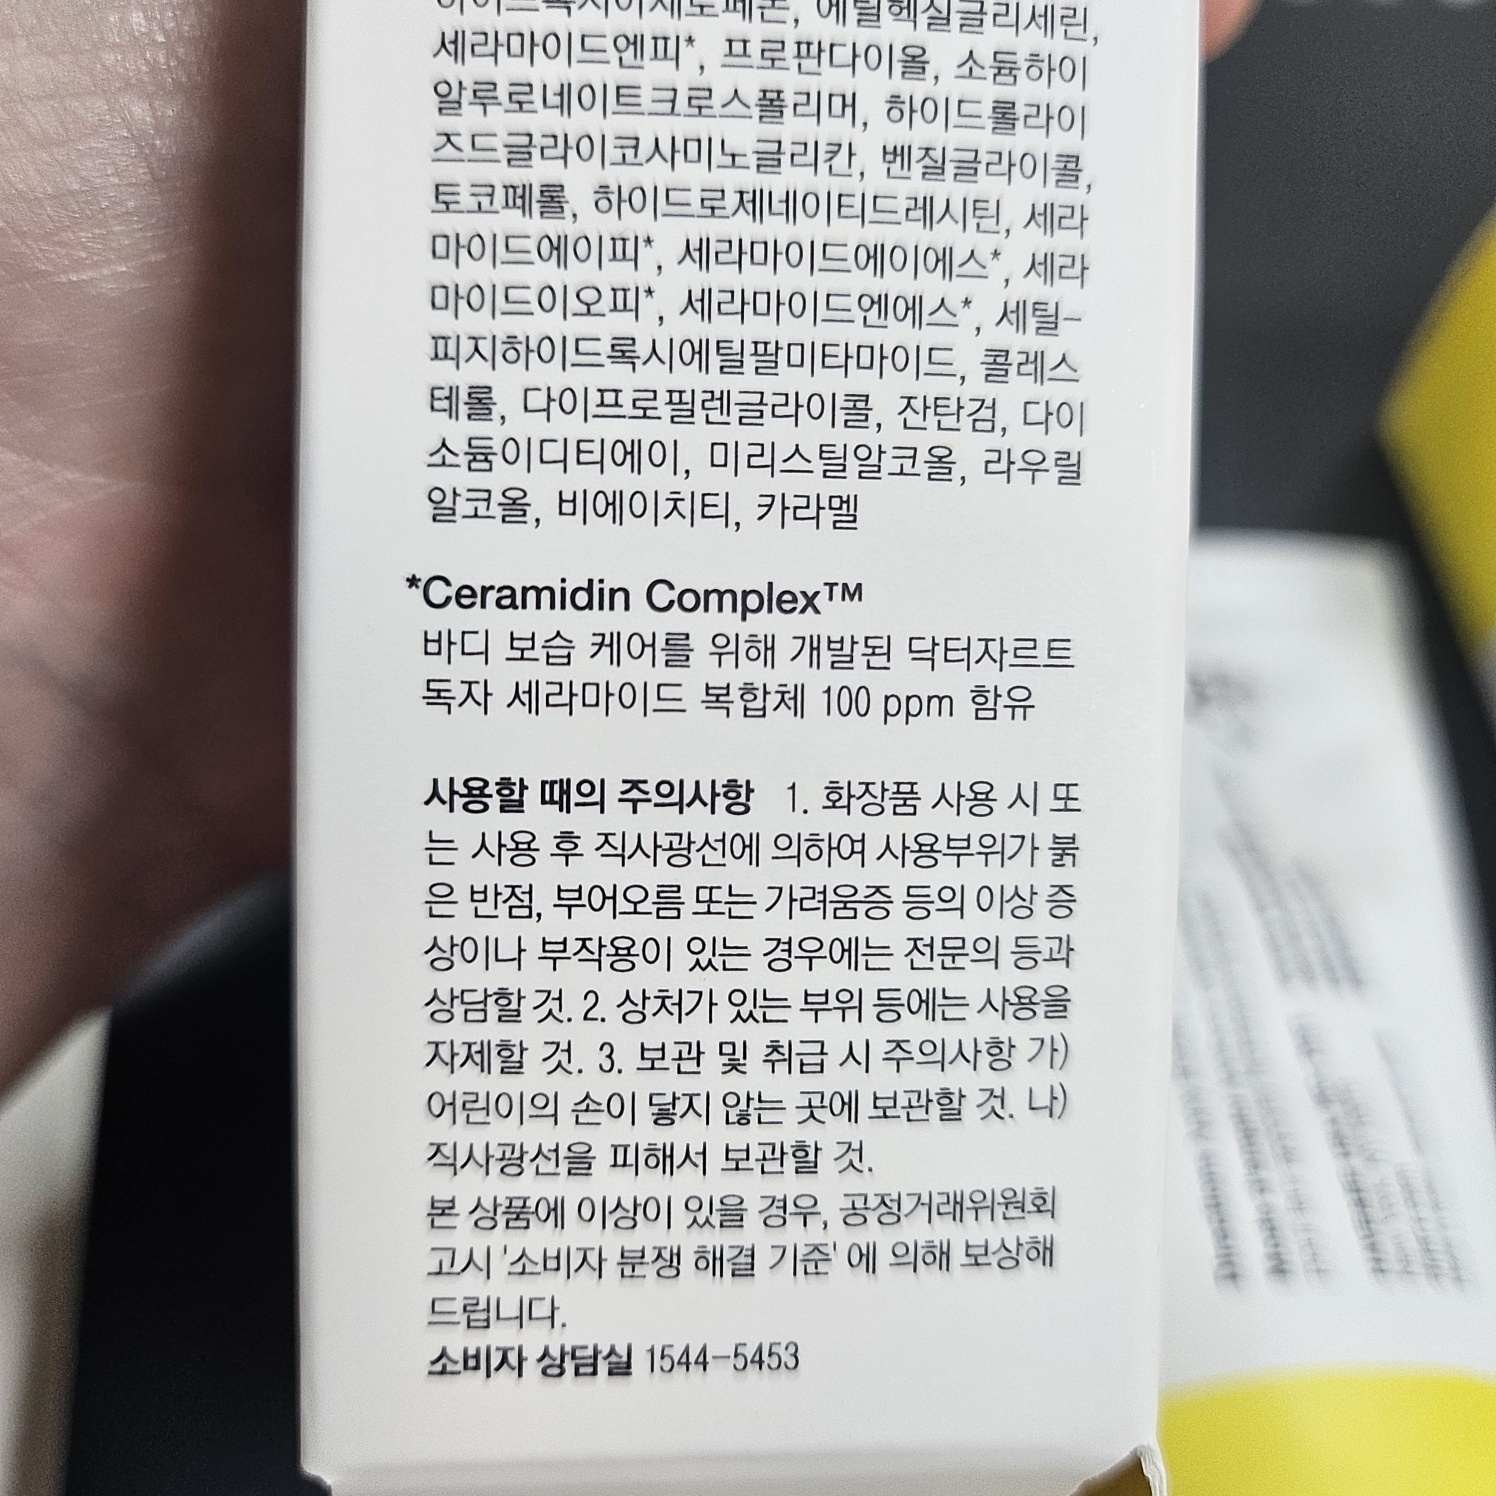 하이드록시아세토페논, 에틸헥실글리세린,
세라마이드엔피*, 프로판다이올, 소듐하이
알루로네이트크로스폴리머, 하이드롤라이
즈드글라이코사미노글리칸, 벤질글라이콜,
토코페롤, 하이드로제네이티드레시틴, 세라
마이드에이피*, 세라마이드에이에스*, 세라
마이드이오피*, 세라마이드엔에스*, 세틸-
피지하이드록시에틸팔미타마이드, 콜레스
테롤, 다이프로필렌글라이콜, 잔탄검, 다이
소듐이디티에이, 미리스틸알코올, 라우릴
알코올, 비에이치티, 카라멜
*Ceramidin Complex™
바디 보습 케어를 위해 개발된 닥터자르트
독자 세라마이드 복합체 100 ppm 함유
사용할 때의 주의사항 1. 화장품 사용 시 또
는 사용 후 직사광선에 의하여 사용부위가 붉
은 반점, 부어오름 또는 가려움증 등의 이상 증
상이나 부작용이 있는 경우에는 전문의 등과
상담할 것. 2. 상처가 있는 부위 등에는 사용을
자제할 것. 3. 보관 및 취급 시 주의사항 가)
어린이의 손이 닿지 않는 곳에 보관할 것. 나)
직사광선을 피해서 보관할 것.
본 상품에 이상이 있을 경우, 공정거래위원회
고시 '소비자 분쟁 해결 기준' 에 의해 보상해
드립니다.
소비자 상담실 1544-5453